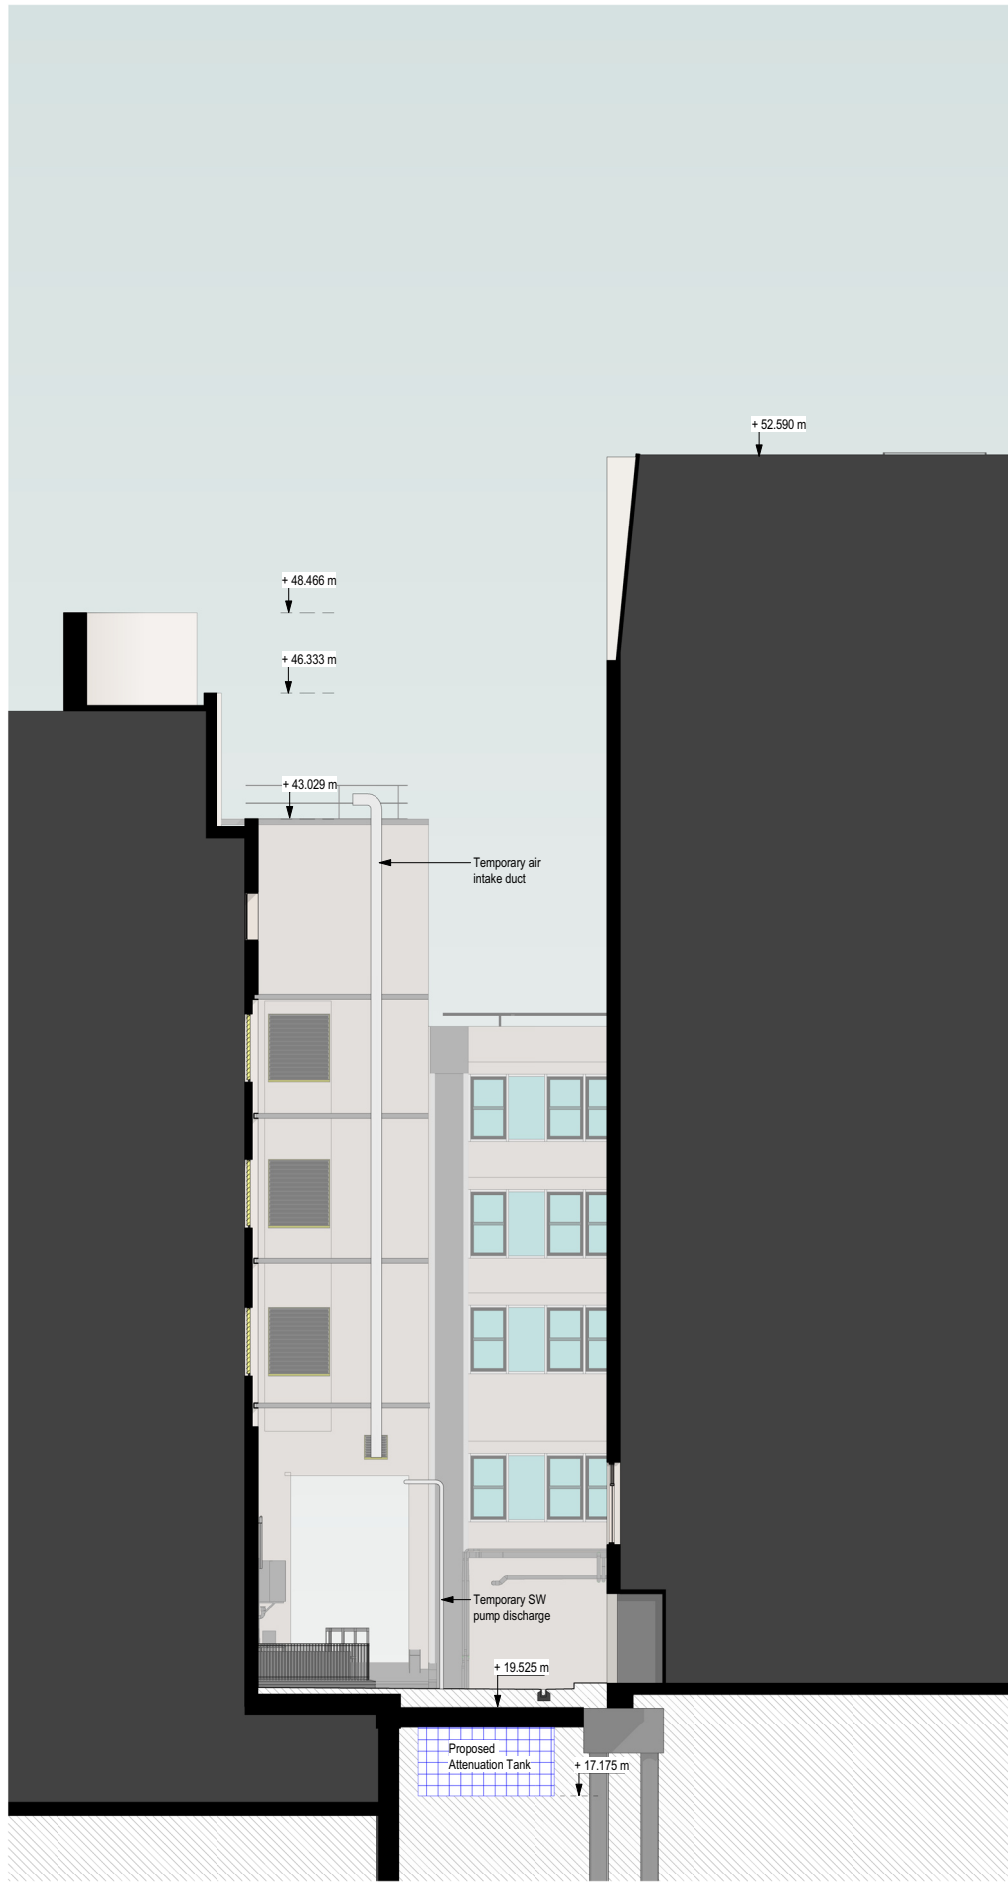 + 52.590 m
+ 48.466 m
+ 46.333 m
+ 43.029 m
Temporary air
intake duct
Temporary SW
pump discharge
+ 19.525 m
Proposed
Attenuation Tank
+ 17.175 m